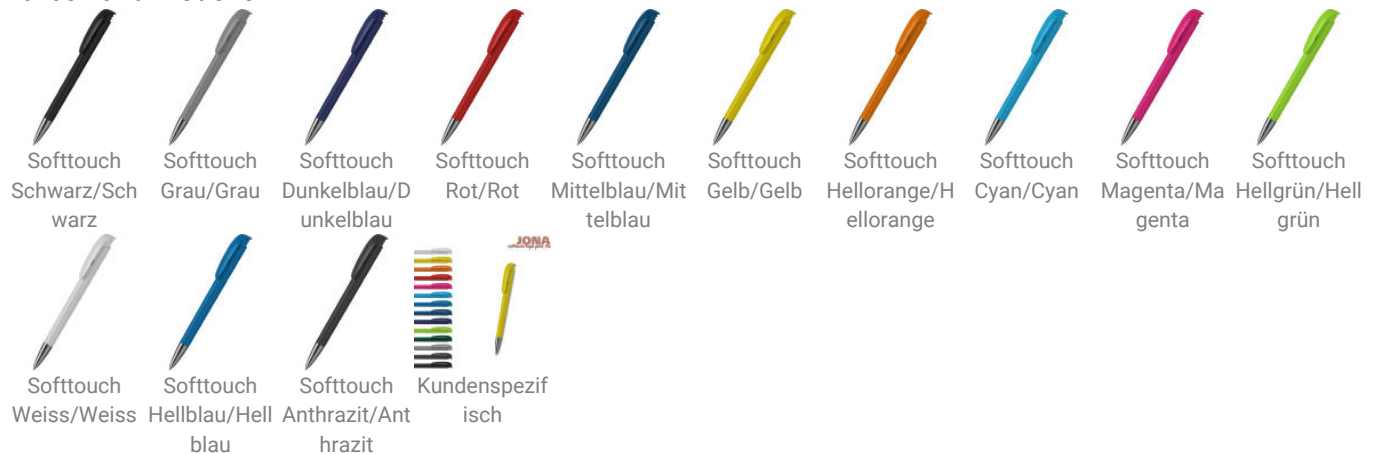 Softtouch
Schwarz/Sch
warz
Softtouch
Grau/Grau
Softtouch
Dunkelblau/D
unkelblau
Softtouch
Rot/Rot
Softtouch
Mittelblau/Mit
telblau
Softtouch
Gelb/Gelb
Softtouch
Hellorange/H
ellorange
Softtouch
Cyan/Cyan
Softtouch
Magenta/Ma
genta
Softtouch
Hellgrün/Hell
grün
Softtouch
Weiss/Weiss
Softtouch
Hellblau/Hell
blau
Softtouch
Anthrazit/Ant
hrazit
JONA
Kundenspezif
isch